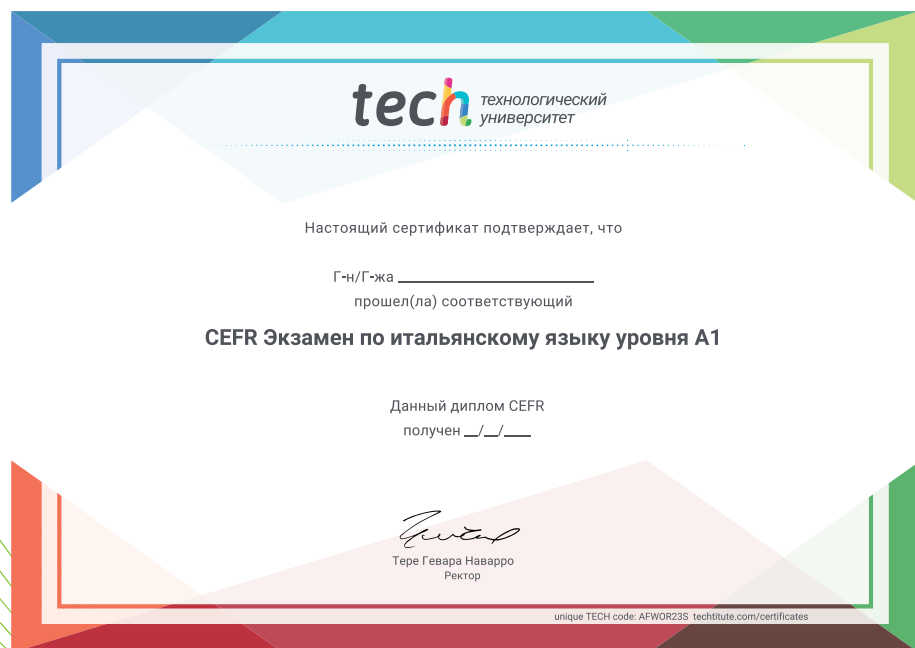 tech технологический
университет
Настоящий сертификат подтверждает, что
Г-н/Г-жа
прошел(ла) соответствующий
CEFR Экзамен по итальянскому языку уровня A1
Данный диплом CEFR
получен __/__/____
Тере Гевара Наварро
Ректор
unique TECH code: AFWOR23S techtitute.com/certificates